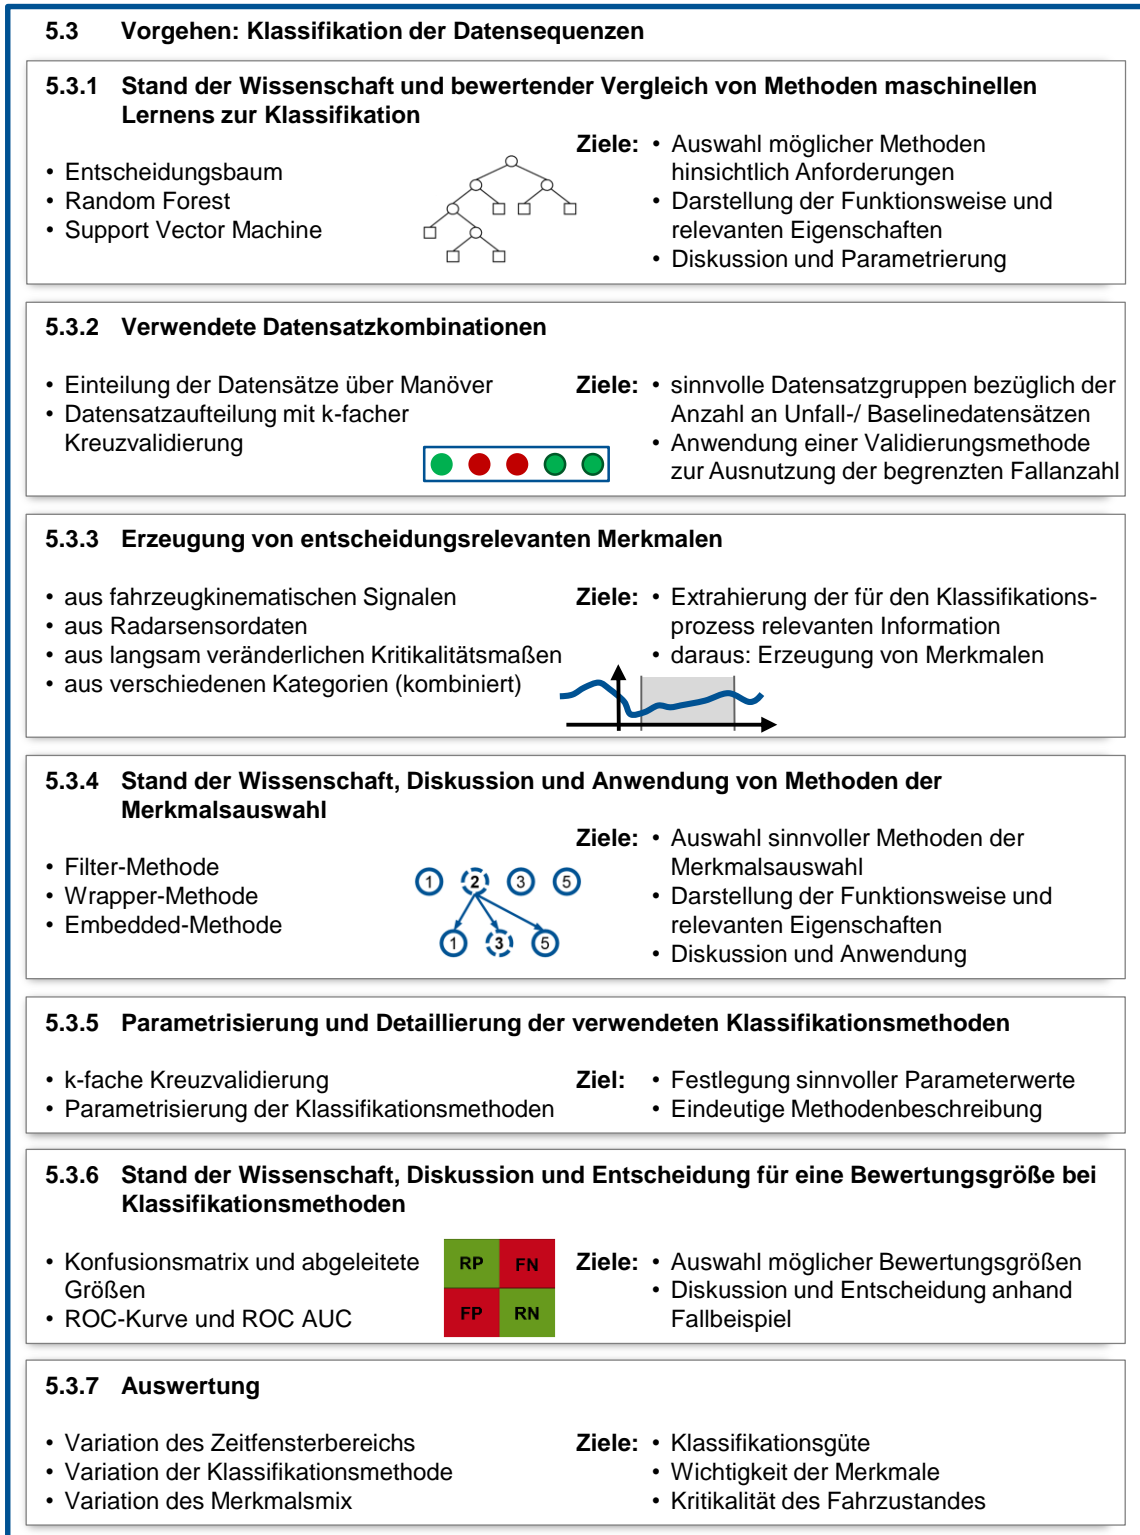 5.3 Vorgehen: Klassifikation der Datensequenzen
5.3.1 Stand der Wissenschaft und bewertender Vergleich von Methoden maschinellen
Lernens zur Klassifikation
• Entscheidungsbaum
• Random Forest
• Support Vector Machine
Ziele: • Auswahl möglicher Methoden
hinsichtlich Anforderungen
• Darstellung der Funktionsweise und
relevanten Eigenschaften
• Diskussion und Parametrierung
5.3.2 Verwendete Datensatzkombinationen
• Einteilung der Datensätze über Manöver
• Datensatzaufteilung mit k-facher
Kreuzvalidierung
Ziele: • sinnvolle Datensatzgruppen bezüglich der
Anzahl an Unfall-/ Baselinedatensätzen
• Anwendung einer Validierungsmethode
zur Ausnutzung der begrenzten Fallanzahl
5.3.3 Erzeugung von entscheidungsrelevanten Merkmalen
• aus fahrzeugkinematischen Signalen
• aus Radarsensordaten
• aus langsam veränderlichen Kritikalitätsmaßen
• aus verschiedenen Kategorien (kombiniert)
Ziele: • Extrahierung der für den Klassifikations-
prozess relevanten Information
• daraus: Erzeugung von Merkmalen
5.3.4 Stand der Wissenschaft, Diskussion und Anwendung von Methoden der
Merkmalsauswahl
• Filter-Methode
• Wrapper-Methode
• Embedded-Methode
1 2 3 5
1 3 5
Ziele: • Auswahl sinnvoller Methoden der
Merkmalsauswahl
• Darstellung der Funktionsweise und
relevanten Eigenschaften
• Diskussion und Anwendung
5.3.5 Parametrisierung und Detaillierung der verwendeten Klassifikationsmethoden
• k-fache Kreuzvalidierung
• Parametrisierung der Klassifikationsmethoden
Ziel: • Festlegung sinnvoller Parameterwerte
• Eindeutige Methodenbeschreibung
5.3.6 Stand der Wissenschaft, Diskussion und Entscheidung für eine Bewertungsgröße bei
Klassifikationsmethoden
• Konfusionsmatrix und abgeleitete
Größen
• ROC-Kurve und ROC AUC
RP FN
FP RN
Ziele: • Auswahl möglicher Bewertungsgrößen
• Diskussion und Entscheidung anhand
Fallbeispiel
5.3.7 Auswertung
• Variation des Zeitfensterbereichs
• Variation der Klassifikationsmethode
• Variation des Merkmalsmix
Ziele: • Klassifikationsgüte
• Wichtigkeit der Merkmale
• Kritikalität des Fahrzustandes